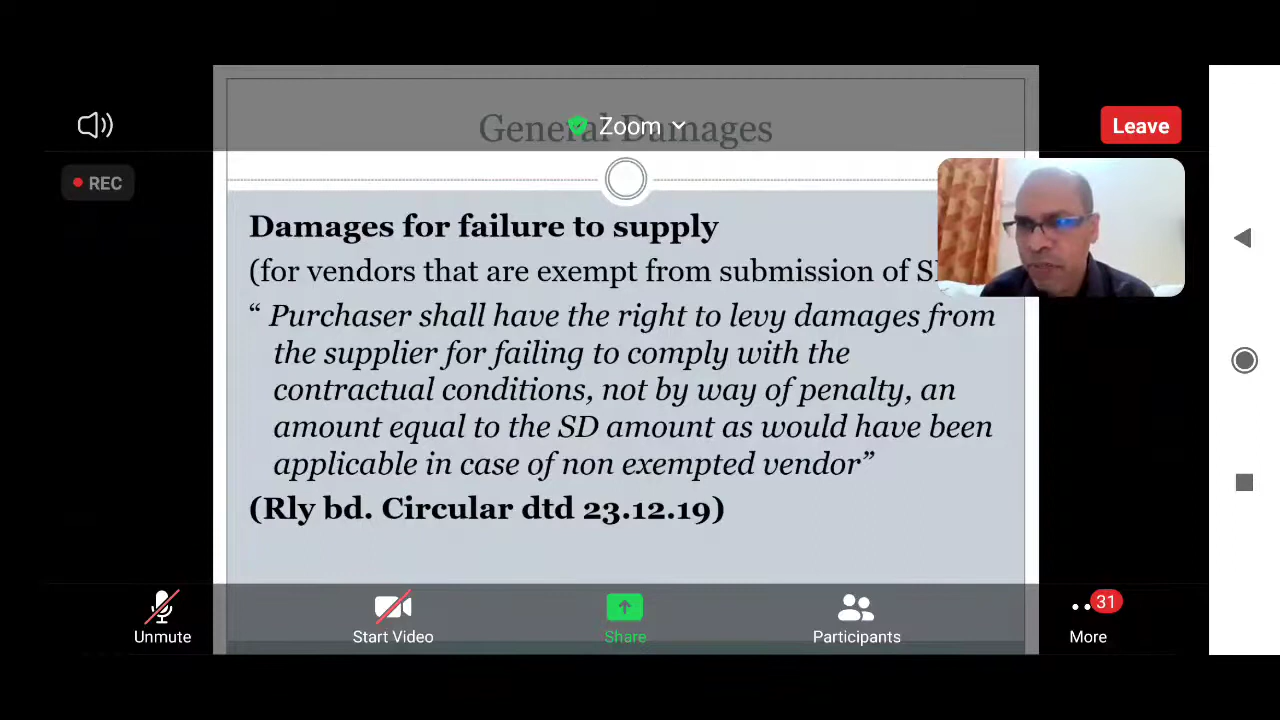 General Damages
Zoom
Leave
REC
Damages for failure to supply
(for vendors that are exempt from submission of
“ Purchaser shall have the right to levy damages from
the supplier for failing to comply with the
contractual conditions, not by way of penalty, an
amount equal to the SD amount as would have been
applicable in case of non exempted vendor”
(Rly bd. Circular dtd 23.12.19)
Unmute
Start Video
Share
Participants
31
More